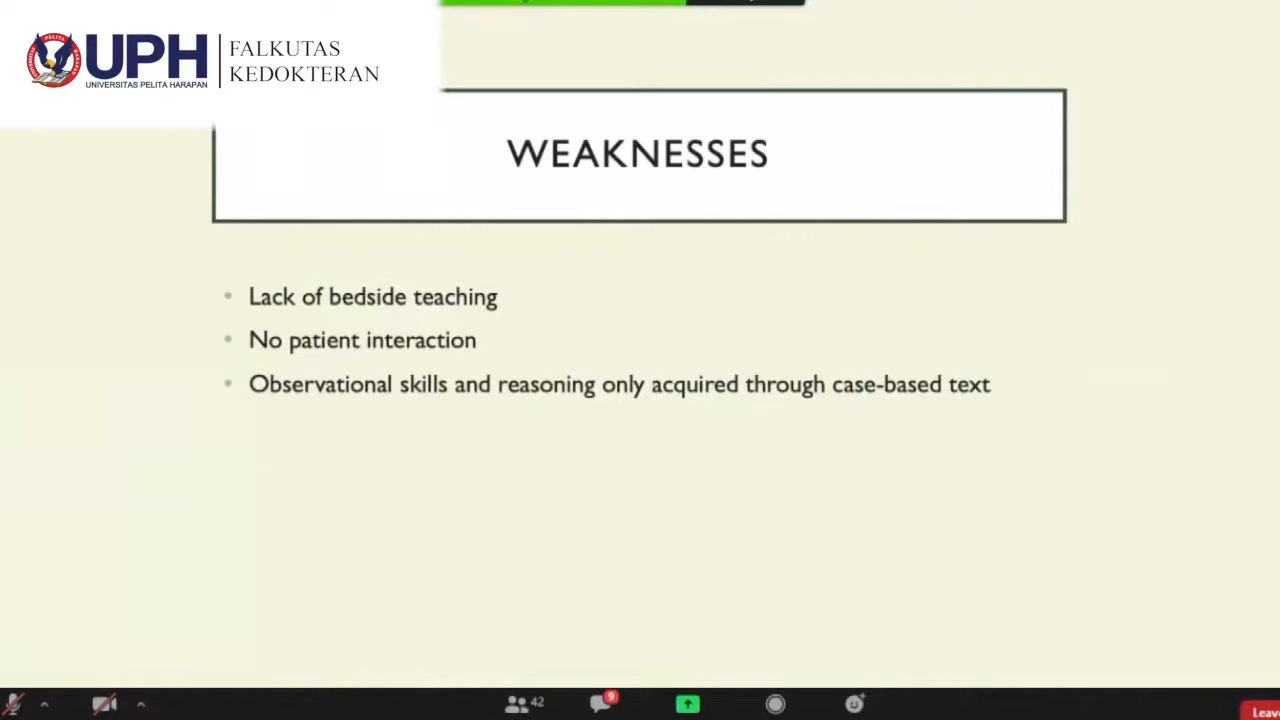 UPH
UNIVERSITAS PELITA HARAPAN
FALKUTAS
KEDOKTERAN
WEAKNESSES
• Lack of bedside teaching
• No patient interaction
• Observational skills and reasoning only acquired through case-based text
42
9
Leav